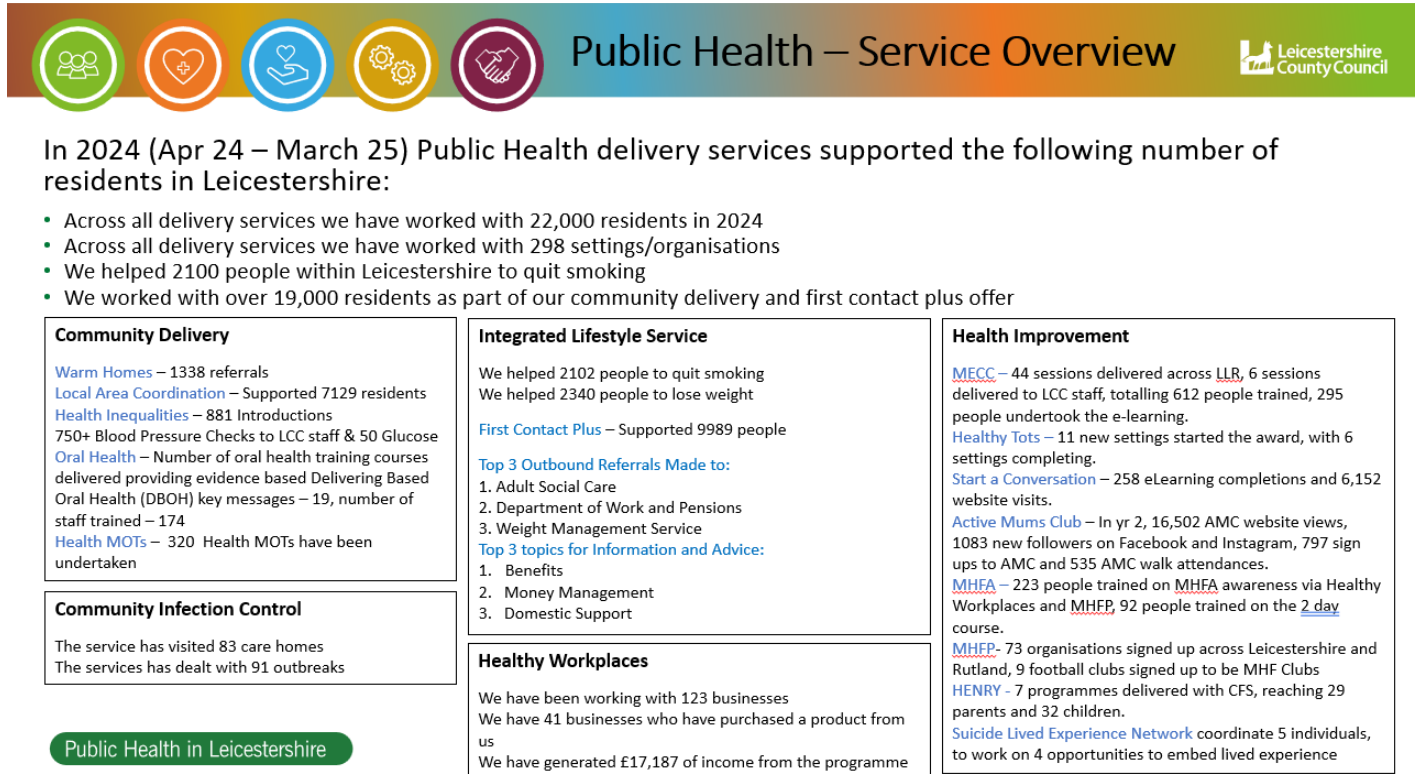 Public Health – Service Overview
Leicestershire
County Council
In 2024 (Apr 24 – March 25) Public Health delivery services supported the following number of
residents in Leicestershire:
• Across all delivery services we have worked with 22,000 residents in 2024
• Across all delivery services we have worked with 298 settings/organisations
• We helped 2100 people within Leicestershire to quit smoking
• We worked with over 19,000 residents as part of our community delivery and first contact plus offer
Community Delivery
Warm Homes – 1338 referrals
Local Area Coordination – Supported 7129 residents
Health Inequalities – 881 Introductions
750+ Blood Pressure Checks to LCC staff & 50 Glucose
Oral Health – Number of oral health training courses
delivered providing evidence based Delivering Based
Oral Health (DBOH) key messages – 19, number of
staff trained – 174
Health MOTs – 320 Health MOTs have been
undertaken
Community Infection Control
The service has visited 83 care homes
The services has dealt with 91 outbreaks
Public Health in Leicestershire
Integrated Lifestyle Service
We helped 2102 people to quit smoking
We helped 2340 people to lose weight
First Contact Plus – Supported 9989 people
Top 3 Outbound Referrals Made to:
1. Adult Social Care
2. Department of Work and Pensions
3. Weight Management Service
Top 3 topics for Information and Advice:
1. Benefits
2. Money Management
3. Domestic Support
Healthy Workplaces
We have been working with 123 businesses
We have 41 businesses who have purchased a product from
us
We have generated £17,187 of income from the programme
Health Improvement
MECC – 44 sessions delivered across LLR, 6 sessions
delivered to LCC staff, totalling 612 people trained, 295
people undertook the e-learning.
Healthy Tots – 11 new settings started the award, with 6
settings completing.
Start a Conversation – 258 eLearning completions and 6,152
website visits.
Active Mums Club – In yr 2, 16,502 AMC website views,
1083 new followers on Facebook and Instagram, 797 sign
ups to AMC and 535 AMC walk attendances.
MHFA – 223 people trained on MHFA awareness via Healthy
Workplaces and MHFP, 92 people trained on the 2 day
course.
MHFP- 73 organisations signed up across Leicestershire and
Rutland, 9 football clubs signed up to be MHF Clubs
HENRY - 7 programmes delivered with CFS, reaching 29
parents and 32 children.
Suicide Lived Experience Network coordinate 5 individuals,
to work on 4 opportunities to embed lived experience